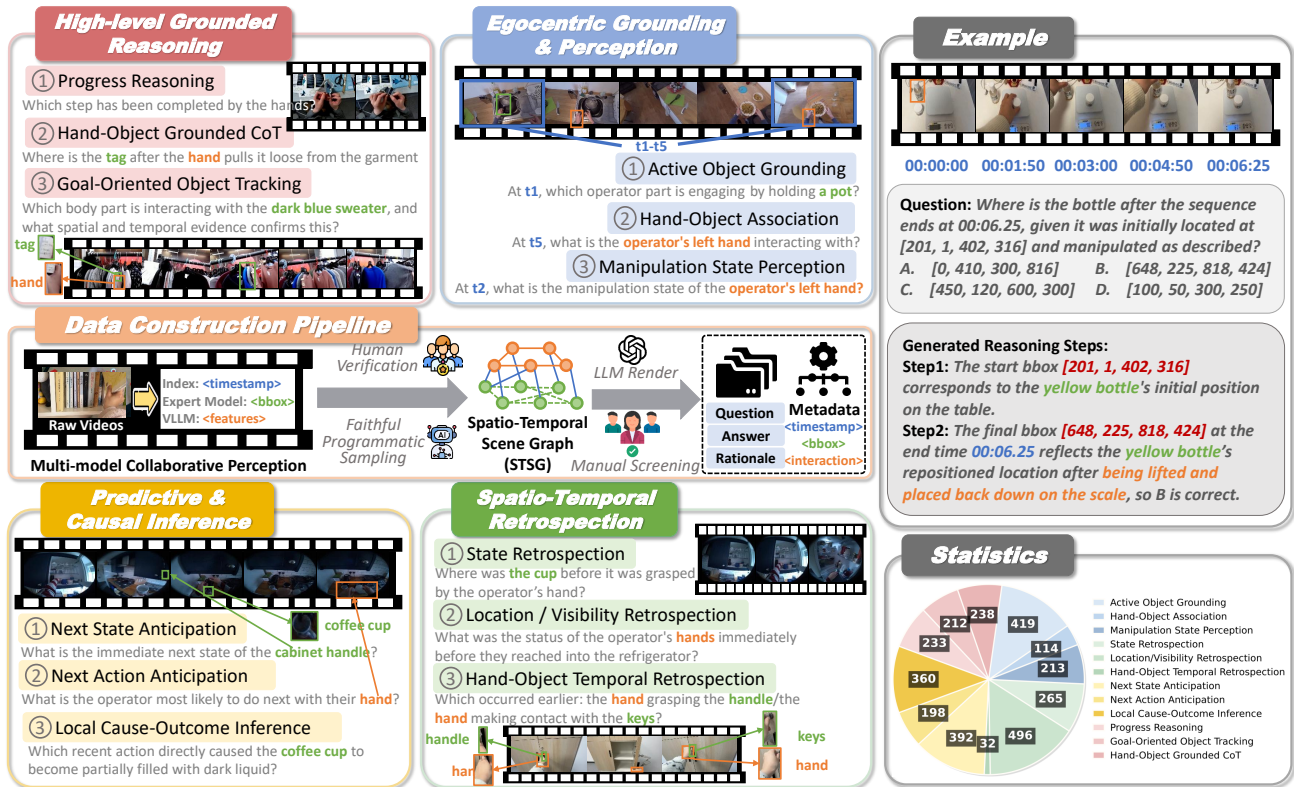 High-level Grounded
Reasoning
① Progress Reasoning
Which step has been completed by the hands?
② Hand-Object Grounded CoT
Where is the tag after the hand pulls it loose from the garment
③ Goal-Oriented Object Tracking
Which body part is interacting with the dark blue sweater, and
what spatial and temporal evidence confirms this?
tag
hand
Egocentric Grounding
& Perception
t1-t5
① Active Object Grounding
At t1, which operator part is engaging by holding a pot?
② Hand-Object Association
At t5, what is the operator's left hand interacting with?
③ Manipulation State Perception
At t2, what is the manipulation state of the operator's left hand?
Example
00:00:00 00:01:50 00:03:00 00:04:50 00:06:25
Question: Where is the bottle after the sequence
ends at 00:06.25, given it was initially located at
[201, 1, 402, 316] and manipulated as described?
A. [0, 410, 300, 816] B. [648, 225, 818, 424]
C. [450, 120, 600, 300] D. [100, 50, 300, 250]
Generated Reasoning Steps:
Step1: The start bbox [201, 1, 402, 316]
corresponds to the yellow bottle's initial position
on the table.
Step2: The final bbox [648, 225, 818, 424] at the
end time 00:06.25 reflects the yellow bottle's
repositioned location after being lifted and
placed back down on the scale, so B is correct.
Data Construction Pipeline
Raw Videos
Index: <timestamp>
Expert Model: <bbox>
VLLM: <features>
Multi-model Collaborative Perception
Human
Verification
Faithful
Programmatic
Sampling
AI
Spatio-Temporal
Scene Graph
(STSG)
LLM Render
Manual Screening
Question
Answer
Rationale
Metadata
<timestamp>
<bbox>
<interaction>
Predictive &
Causal Inference
coffee cup
① Next State Anticipation
What is the immediate next state of the cabinet handle?
② Next Action Anticipation
What is the operator most likely to do next with their hand?
③ Local Cause-Outcome Inference
Which recent action directly caused the coffee cup to
become partially filled with dark liquid?
Spatio-Temporal
Retrospection
① State Retrospection
Where was the cup before it was grasped
by the operator's hand?
② Location / Visibility Retrospection
What was the status of the operator's hands immediately
before they reached into the refrigerator?
③ Hand-Object Temporal Retrospection
Which occurred earlier: the hand grasping the handle/the
hand making contact with the keys?
handle
han
keys
hand
Statistics
238
419
114
213
265
496
32
392
198
360
233
212
Active Object Grounding
Hand-Object Association
Manipulation State Perception
State Retrospection
Location/Visibility Retrospection
Hand-Object Temporal Retrospection
Next State Anticipation
Next Action Anticipation
Local Cause-Outcome Inference
Progress Reasoning
Goal-Oriented Object Tracking
Hand-Object Grounded CoT